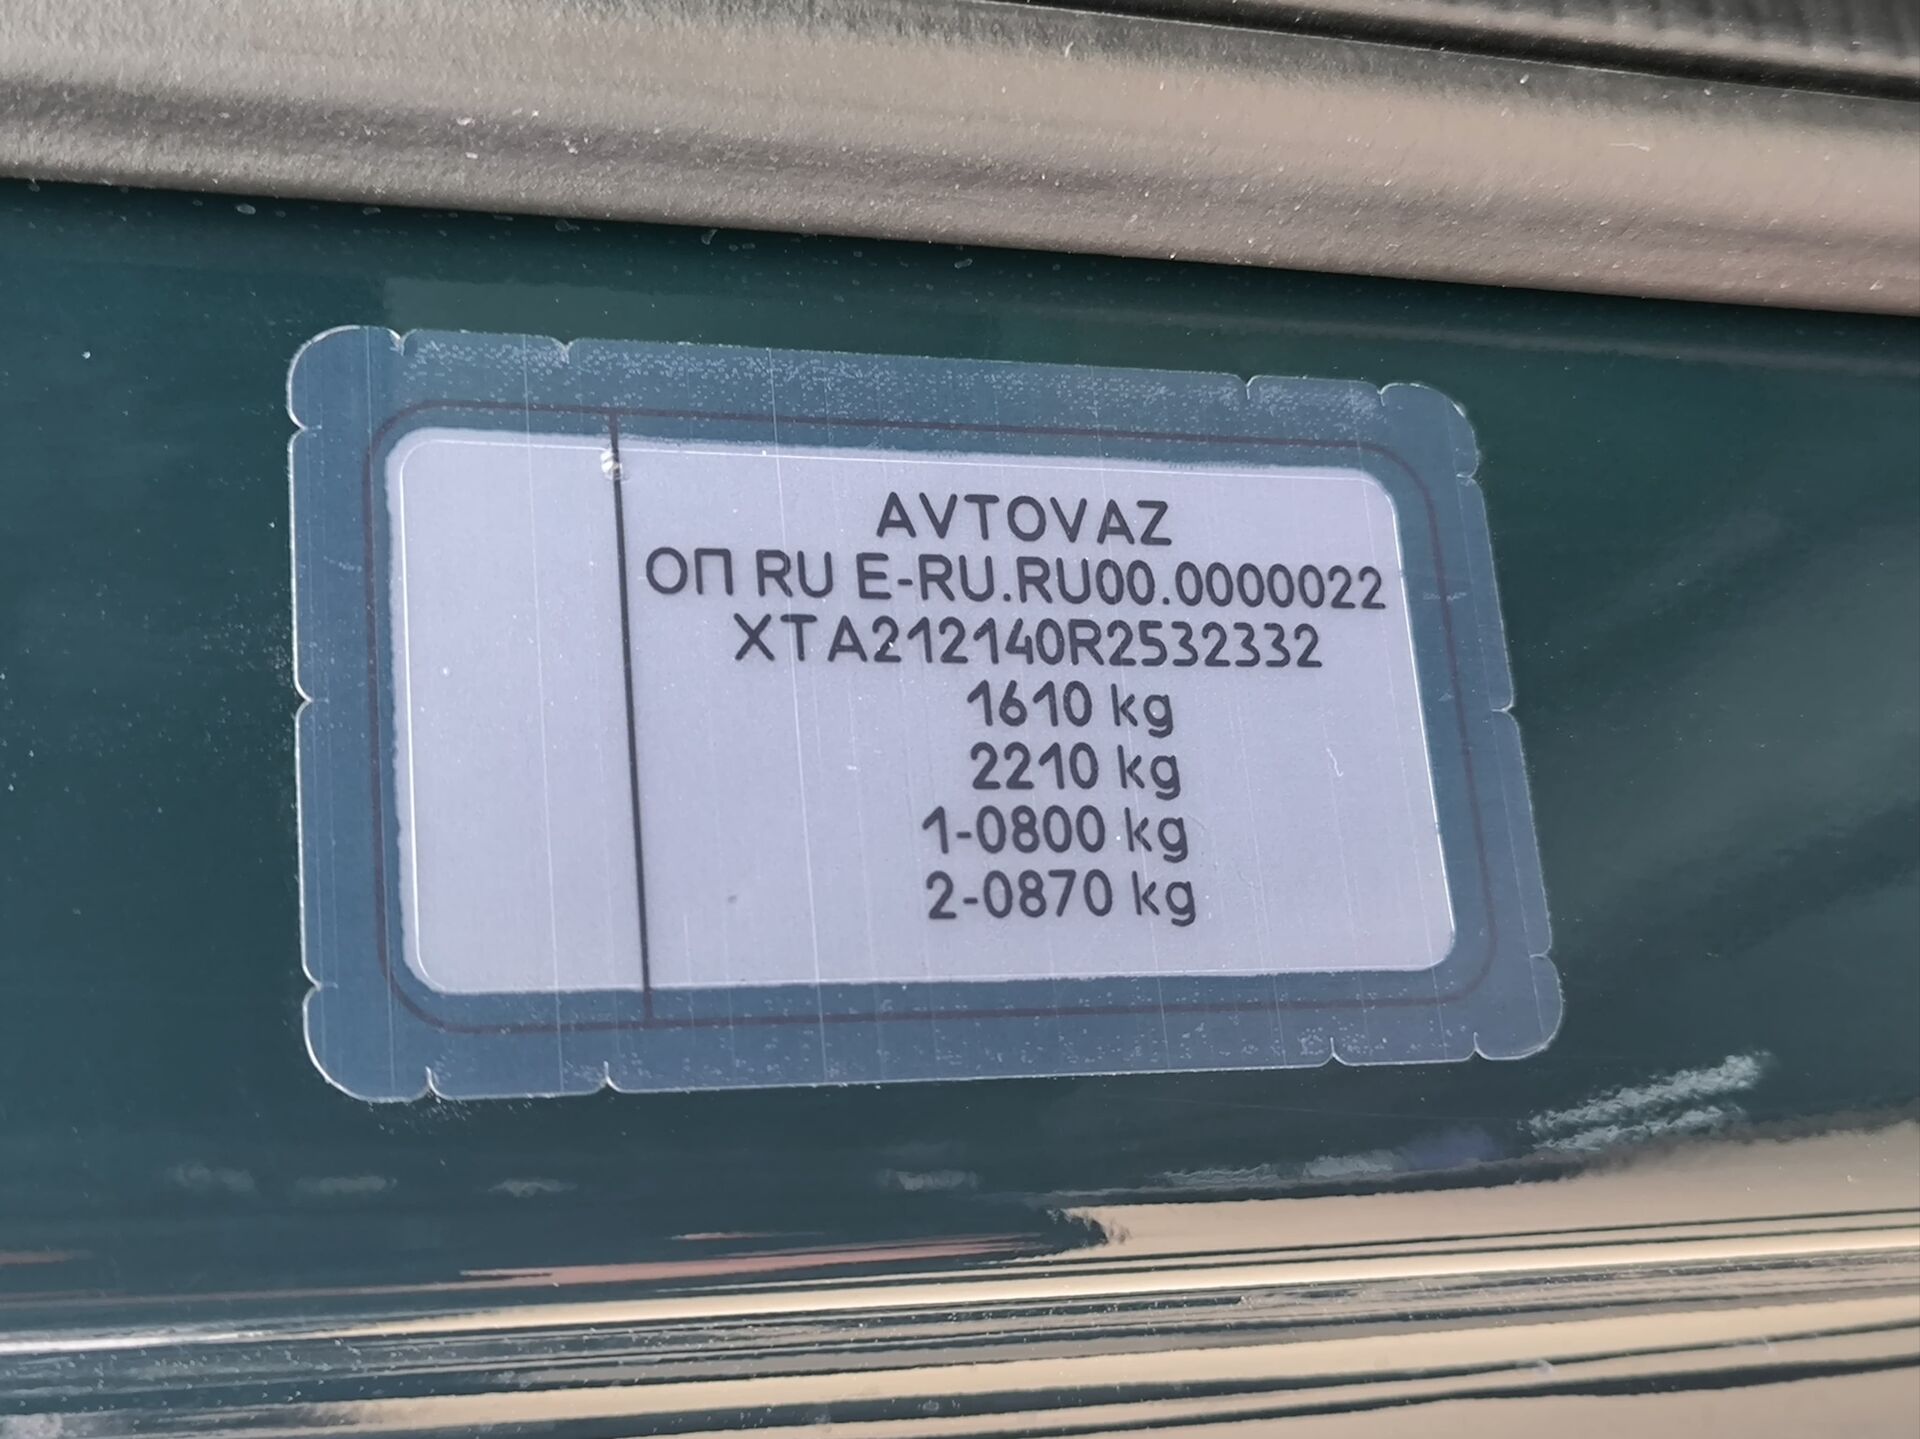 AVTOVAZ
ОП RU E-RU.RU00.0000022
XTA212140R2532332
1610 kg
2210 kg
1-0800 kg
2-0870 kg